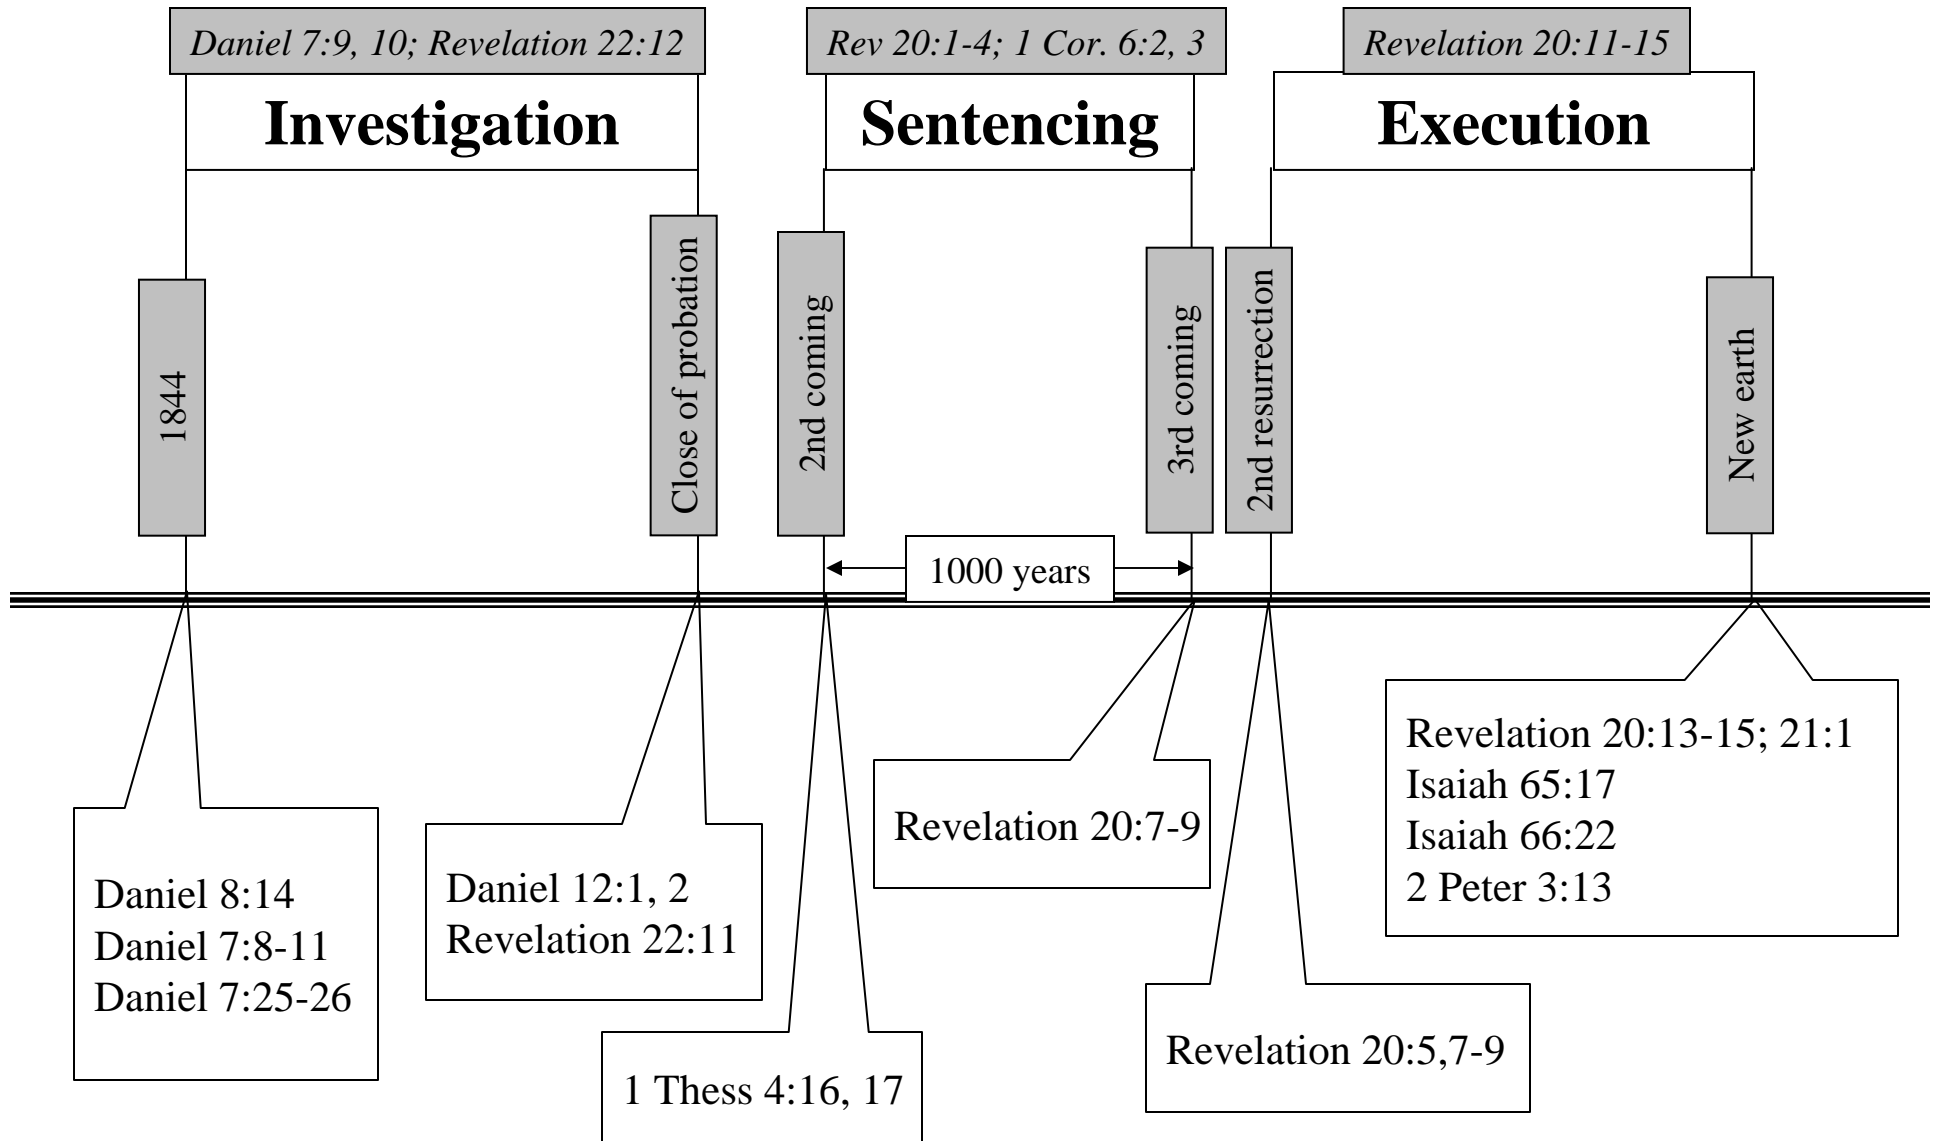 Daniel 7:9, 10; Revelation 22:12
Rev 20:1-4; 1 Cor. 6:2, 3
Revelation 20:11-15
Investigation
Sentencing
Execution
1844
Close of probation
2nd coming
3rd coming
2nd resurrection
New earth
1000 years
Daniel 8:14
Daniel 7:8-11
Daniel 7:25-26
Daniel 12:1, 2
Revelation 22:11
1 Thess 4:16, 17
Revelation 20:7-9
Revelation 20:5,7-9
Revelation 20:13-15; 21:1
Isaiah 65:17
Isaiah 66:22
2 Peter 3:13